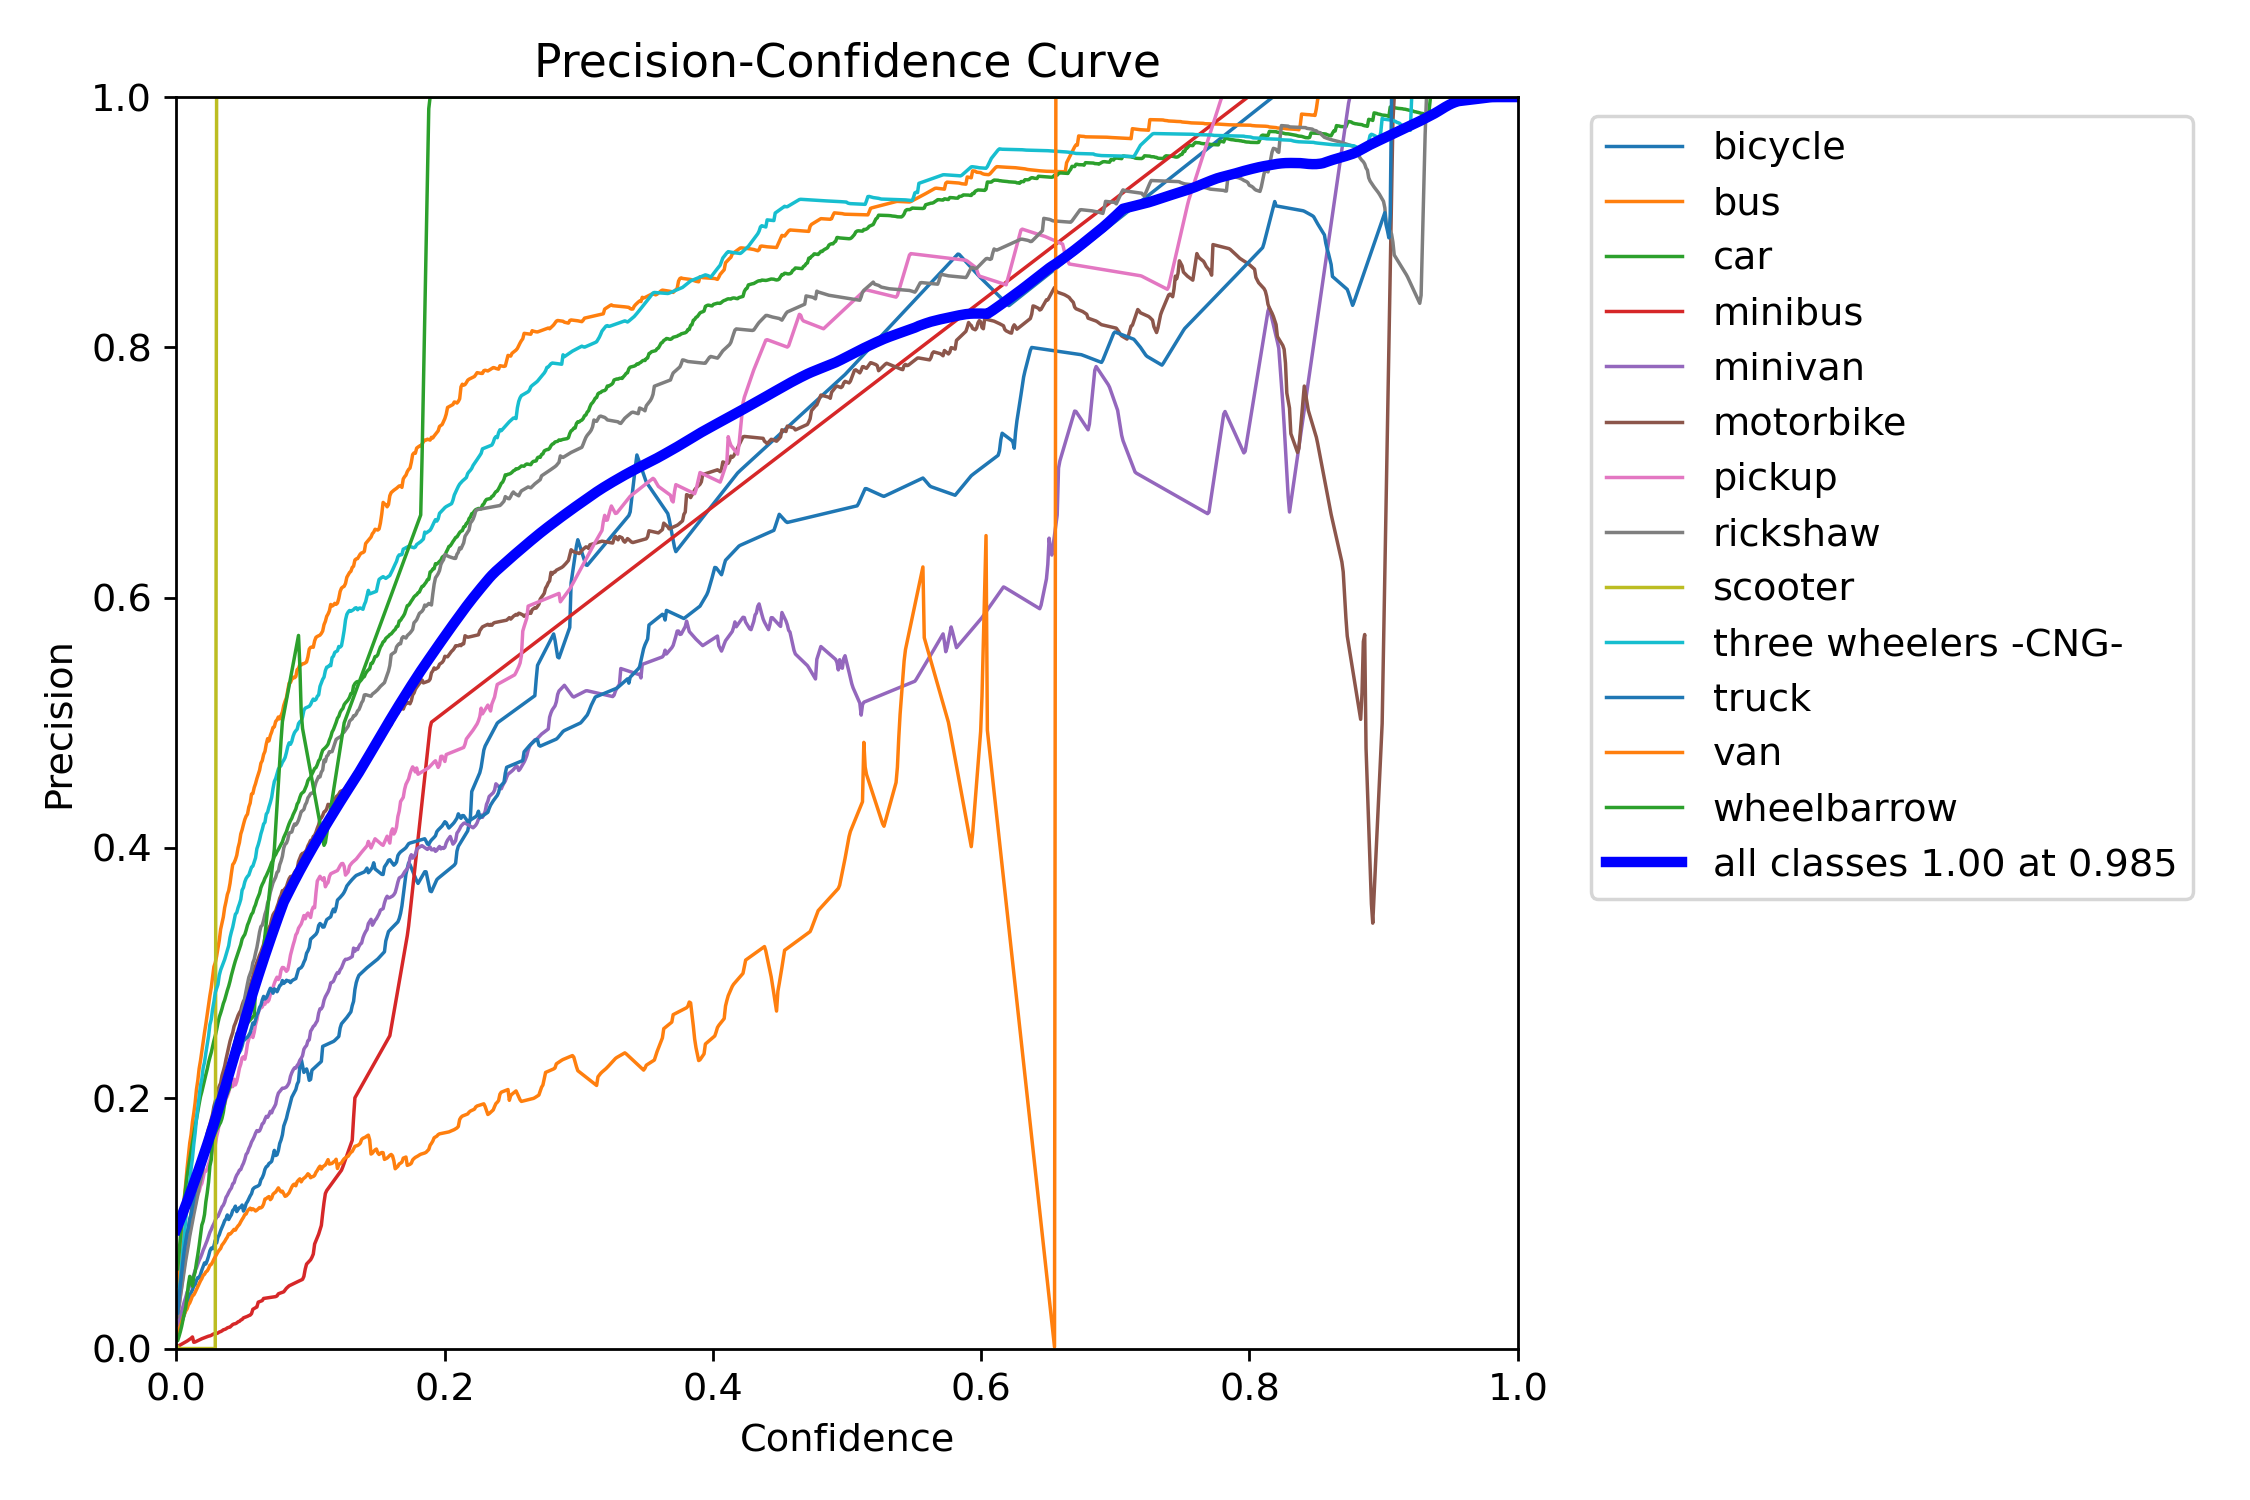 Precision-Confidence Curve
1.0
0.8
0.6
0.4
0.2
0.0
Precision
0.0 0.2 0.4 0.6 0.8 1.0
Confidence
bicycle
bus
car
minibus
minivan
motorbike
pickup
rickshaw
scooter
three wheelers -CNG-
truck
van
wheelbarrow
all classes 1.00 at 0.985